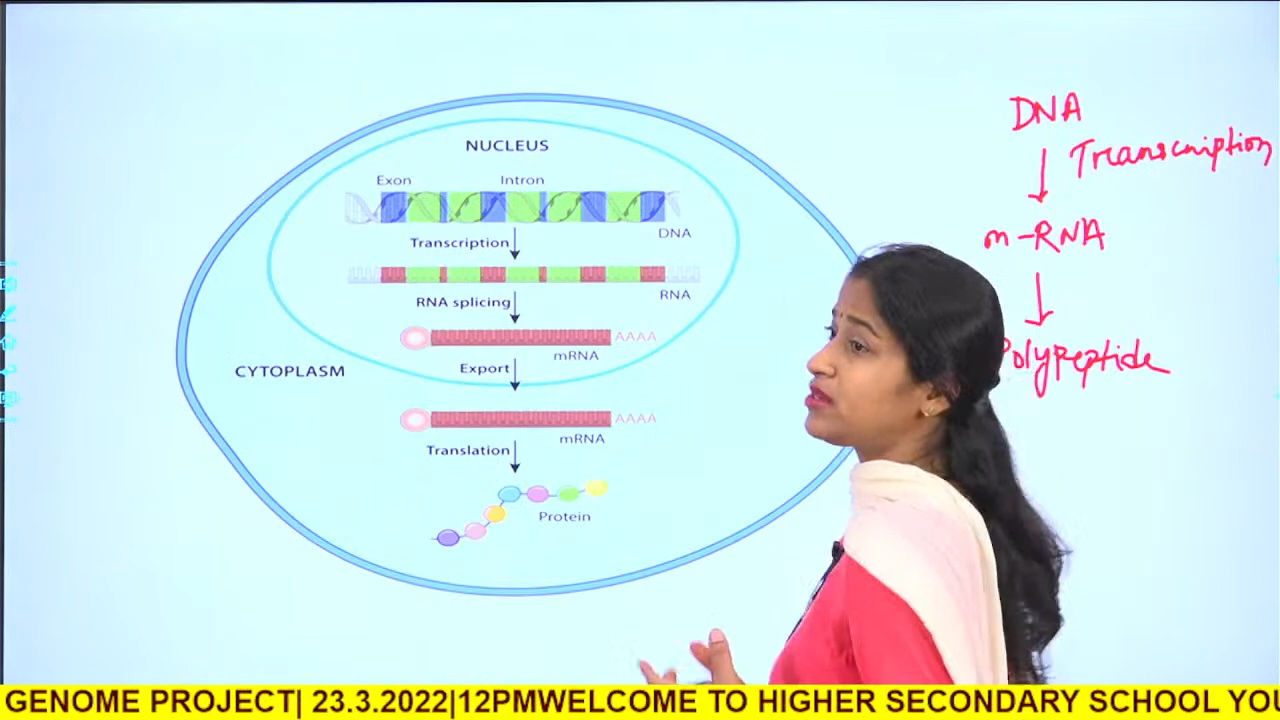 NUCLEUS
Exon Intron
DNA
Transcription
RNA
RNA splicing
AAAA
mRNA
CYTOPLASM
Export
AAAA
mRNA
Translation
Protein
DNA
Transcription
m-RNA
Polypeptide
GENOME PROJECT| 23.3.2022|12PMWELCOME TO HIGHER SECONDARY SCHOOL YOU